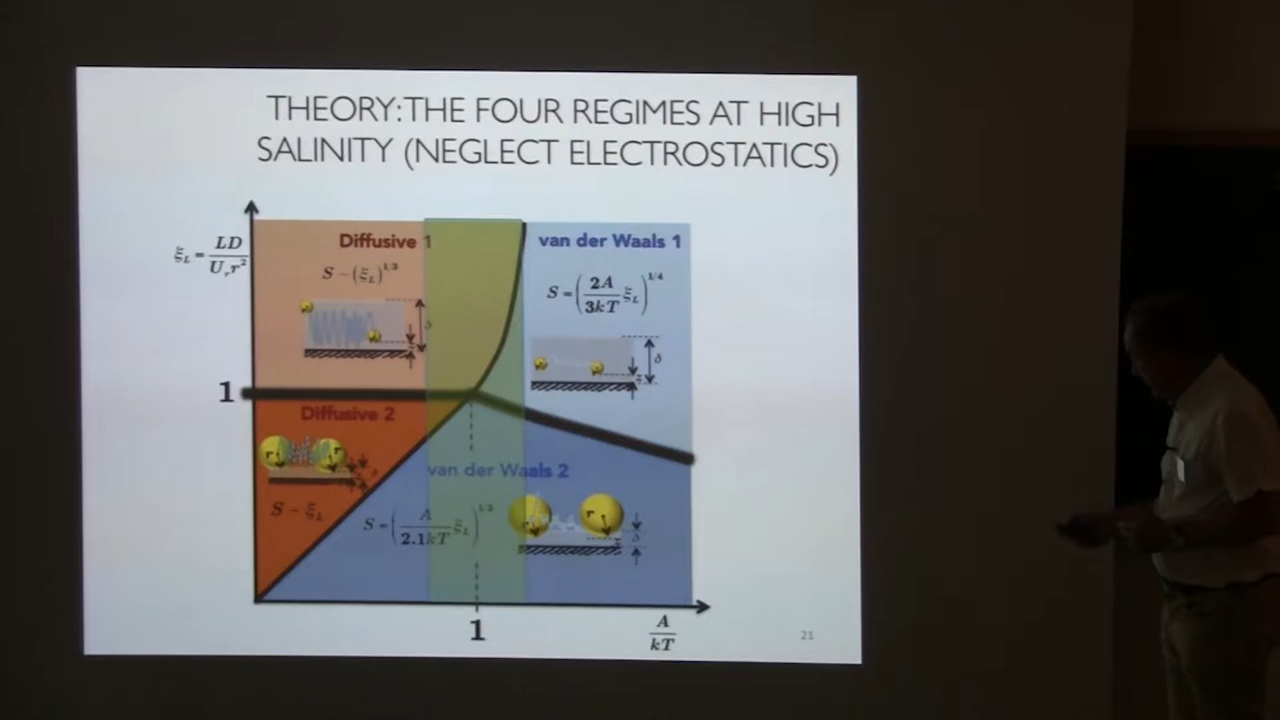 THEORY: THE FOUR REGIMES AT HIGH
SALINITY (NEGLECT ELECTROSTATICS)
ξ_L = LD / U_r r²
Diffusive 1
S ~ (ξ_L)^1/3
δ
van der Waals 1
S = (2A / 3kT ξ_L)^1/4
δ
z
1
Diffusive 2
r
r
S ~ ξ_L
van der Waals 2
S = (A / 2.1kT ξ_L)^1/2
r
δ
1
A / kT
21